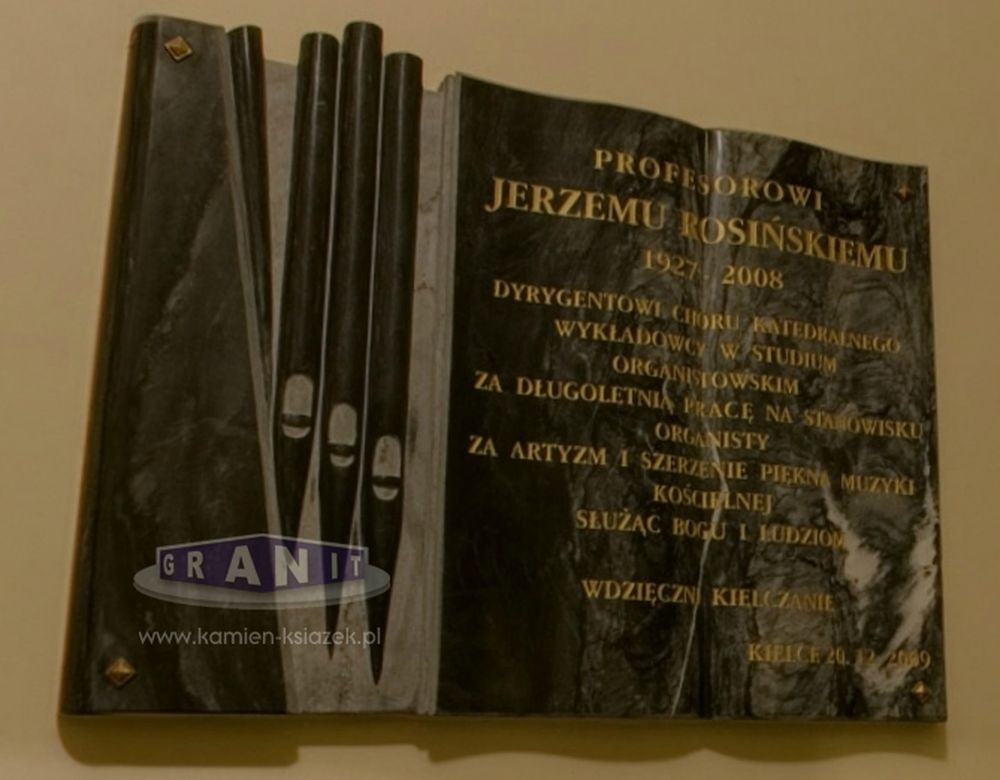 PROFESOROWI
JERZEMU ROSIŃSKIEMU
1927 - 2008
DYRYGENTOWI CHÓRU KATEDRALNEGO
WYKŁADOWCY W STUDIUM
ORGANISTOWSKIM
ZA DŁUGOLETNIĄ PRACĘ NA STANOWISKU
ORGANISTY
ZA ARTYZM I SZERZENIE PIĘKNA MUZYKI
KOŚCIELNEJ
SŁUŻĄC BOGU I LUDZIOM
WDZIĘCZNI KIELCZANIE
KIELCE 20. 12. 2009
GRANIT
www.kamien-ksiazek.pl